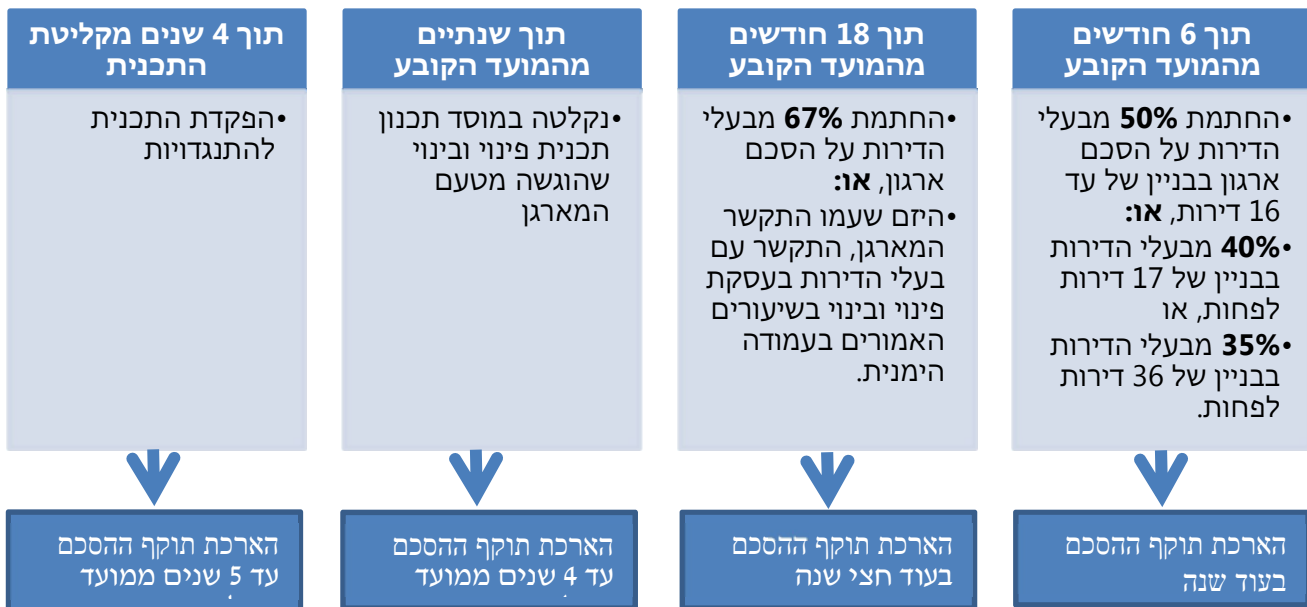 תוך 6 חודשים
מהמועד הקובע
•החתמת 50% מבעלי
הדירות על הסכם
ארגון בבניין של עד
16 דירות, או:
•40% מבעלי הדירות
בבניין של 17 דירות
לפחות, או
•35% מבעלי הדירות
בבניין של 36 דירות
לפחות.
הארכת תוקף ההסכם
בעוד שנה
תוך 18 חודשים
מהמועד הקובע
•החתמת 67% מבעלי
הדירות על הסכם
ארגון, או:
•היזם שעמו התקשר
המארגן, התקשר עם
בעלי הדירות בעסקת
פינוי ובינוי בשיעורים
האמורים בעמודה
הימנית.
הארכת תוקף ההסכם
בעוד חצי שנה
תוך שנתיים
מהמועד הקובע
•נקלטה במוסד תכנון
תכנית פינוי ובינוי
שהוגשה מטעם
המארגן
הארכת תוקף ההסכם
עד 4 שנים ממועד
תוך 4 שנים מקליטת
התכנית
•הפקדת התכנית
להתנגדויות
הארכת תוקף ההסכם
עד 5 שנים ממועד